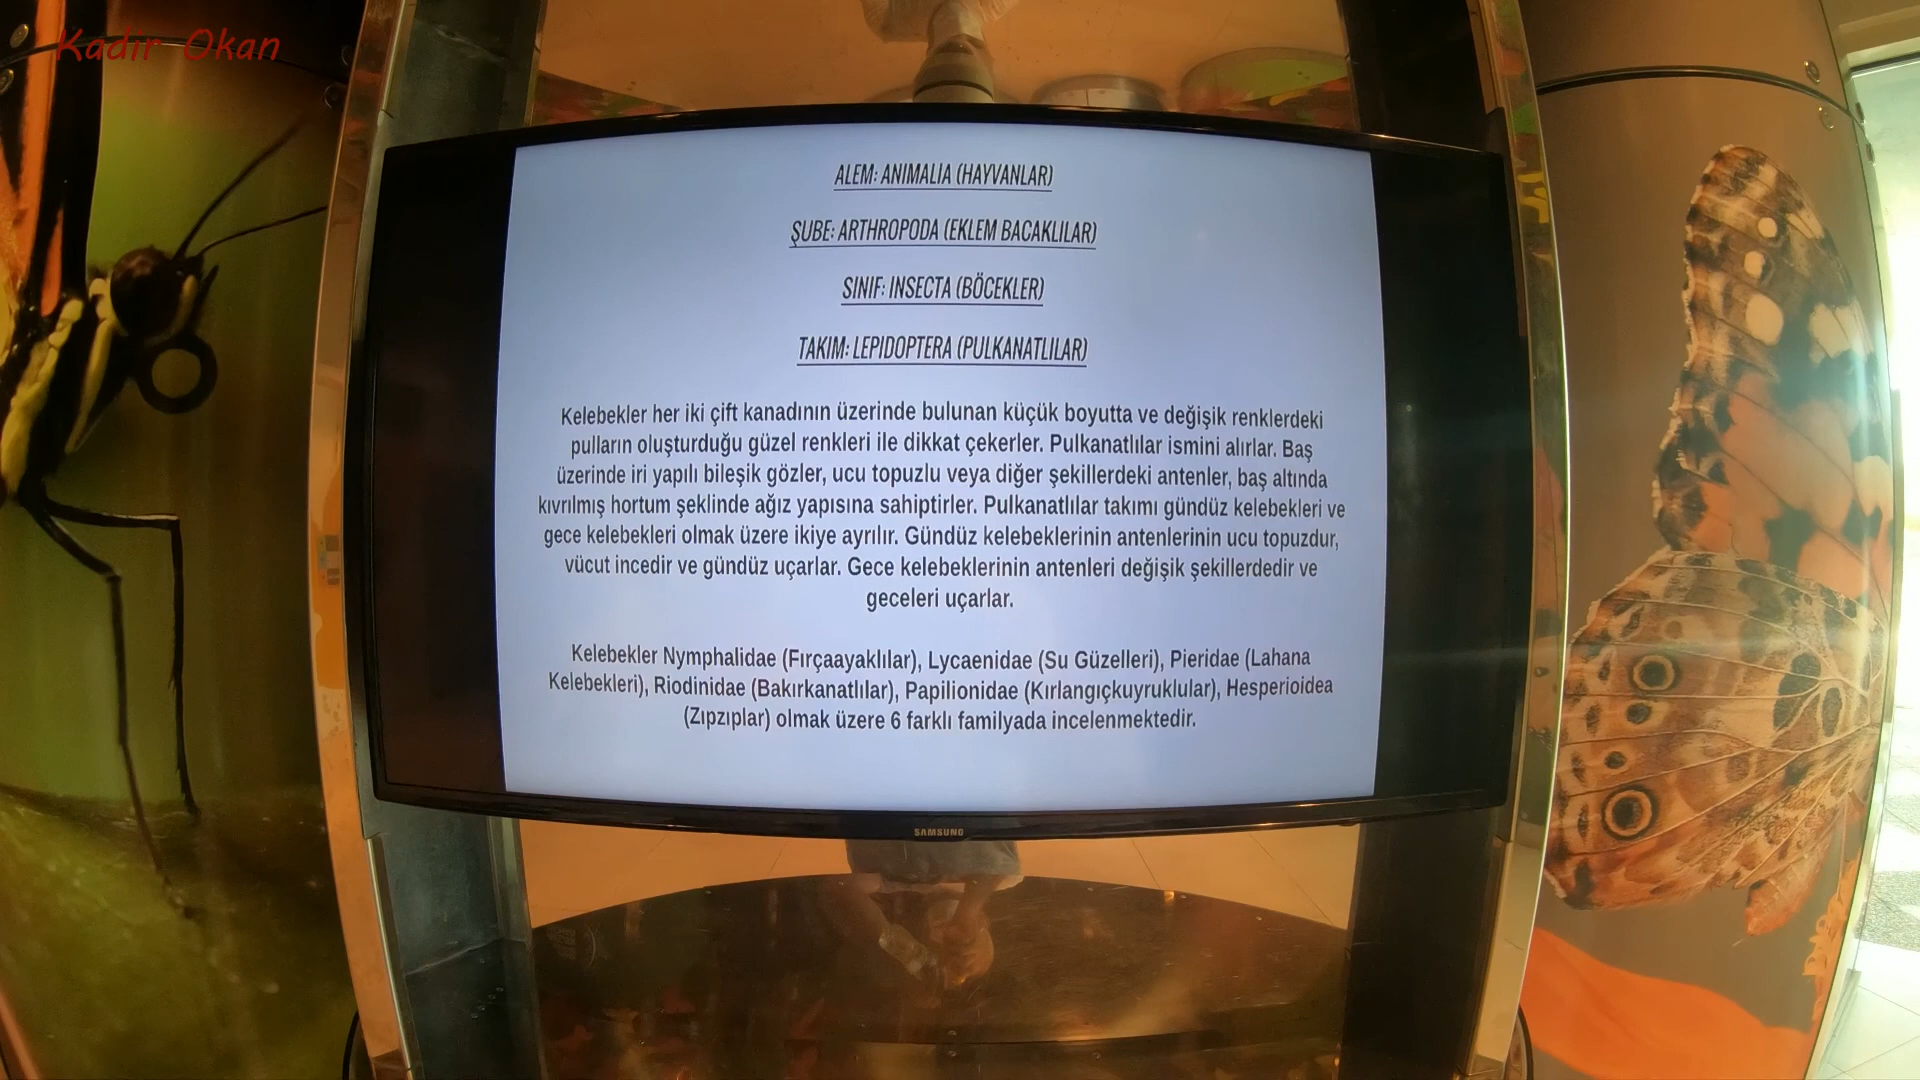 Kadir Okan
ALEM: ANIMALIA (HAYVANLAR)
ŞUBE: ARTHROPODA (EKLEM BACAKLILAR)
SINIF: INSECTA (BÖCEKLER)
TAKIM: LEPIDOPTERA (PULKANATLILAR)
Kelebekler her iki çift kanadının üzerinde bulunan küçük boyutta ve değişik renklerdeki
pulların oluşturduğu güzel renkleri ile dikkat çekerler. Pulkanatlılar ismini alırlar. Baş
üzerinde iri yapılı bileşik gözler, ucu topuzlu veya diğer şekillerdeki antenler, baş altında
kıvrılmış hortum şeklinde ağız yapısına sahiptirler. Pulkanatlılar takımı gündüz kelebekleri ve
gece kelebekleri olmak üzere ikiye ayrılır. Gündüz kelebeklerinin antenlerinin ucu topuzdur,
vücut incedir ve gündüz uçarlar. Gece kelebeklerinin antenleri değişik şekillerdedir ve
geceleri uçarlar.
Kelebekler Nymphalidae (Fırçaayaklılar), Lycaenidae (Su Güzelleri), Pieridae (Lahana
Kelebekleri), Riodinidae (Bakırkanatlılar), Papilionidae (Kırlangıçkuyruklular), Hesperioidea
(Zıpzıplar) olmak üzere 6 farklı familyada incelenmektedir.
SAMSUNG